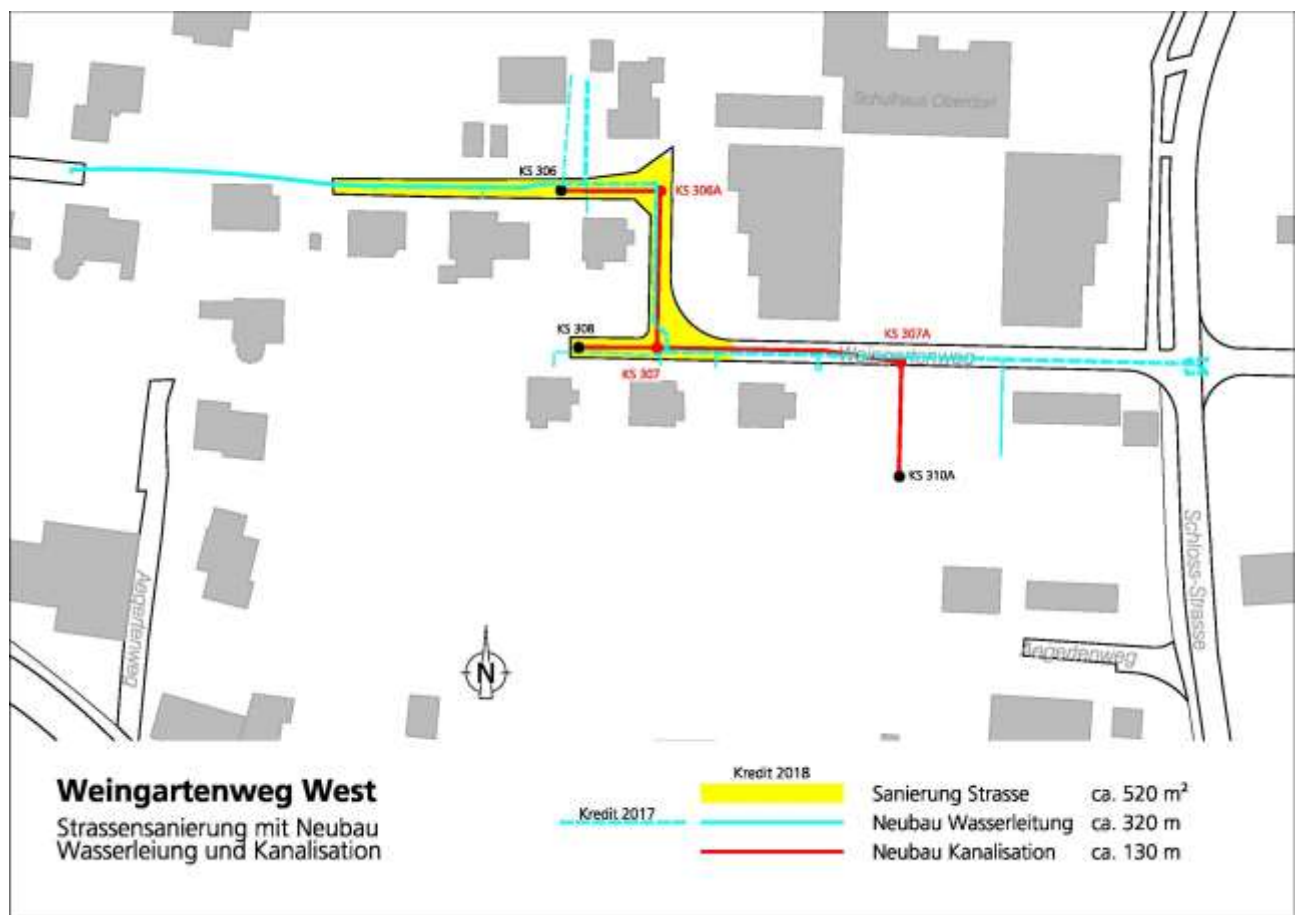 Schulhaus Oberdorf
KS 306
KS 306A
KS 308
KS 307A
Weingartenweg
KS 307
KS 310A
Schloss-Strasse
Aegertenweg
Aegertenweg
N
Weingartenweg West
Strassensanierung mit Neubau
Wasserleiung und Kanalisation
Kredit 2018
Kredit 2017
Sanierung Strasse ca. 520 m²
Neubau Wasserleitung ca. 320 m
Neubau Kanalisation ca. 130 m